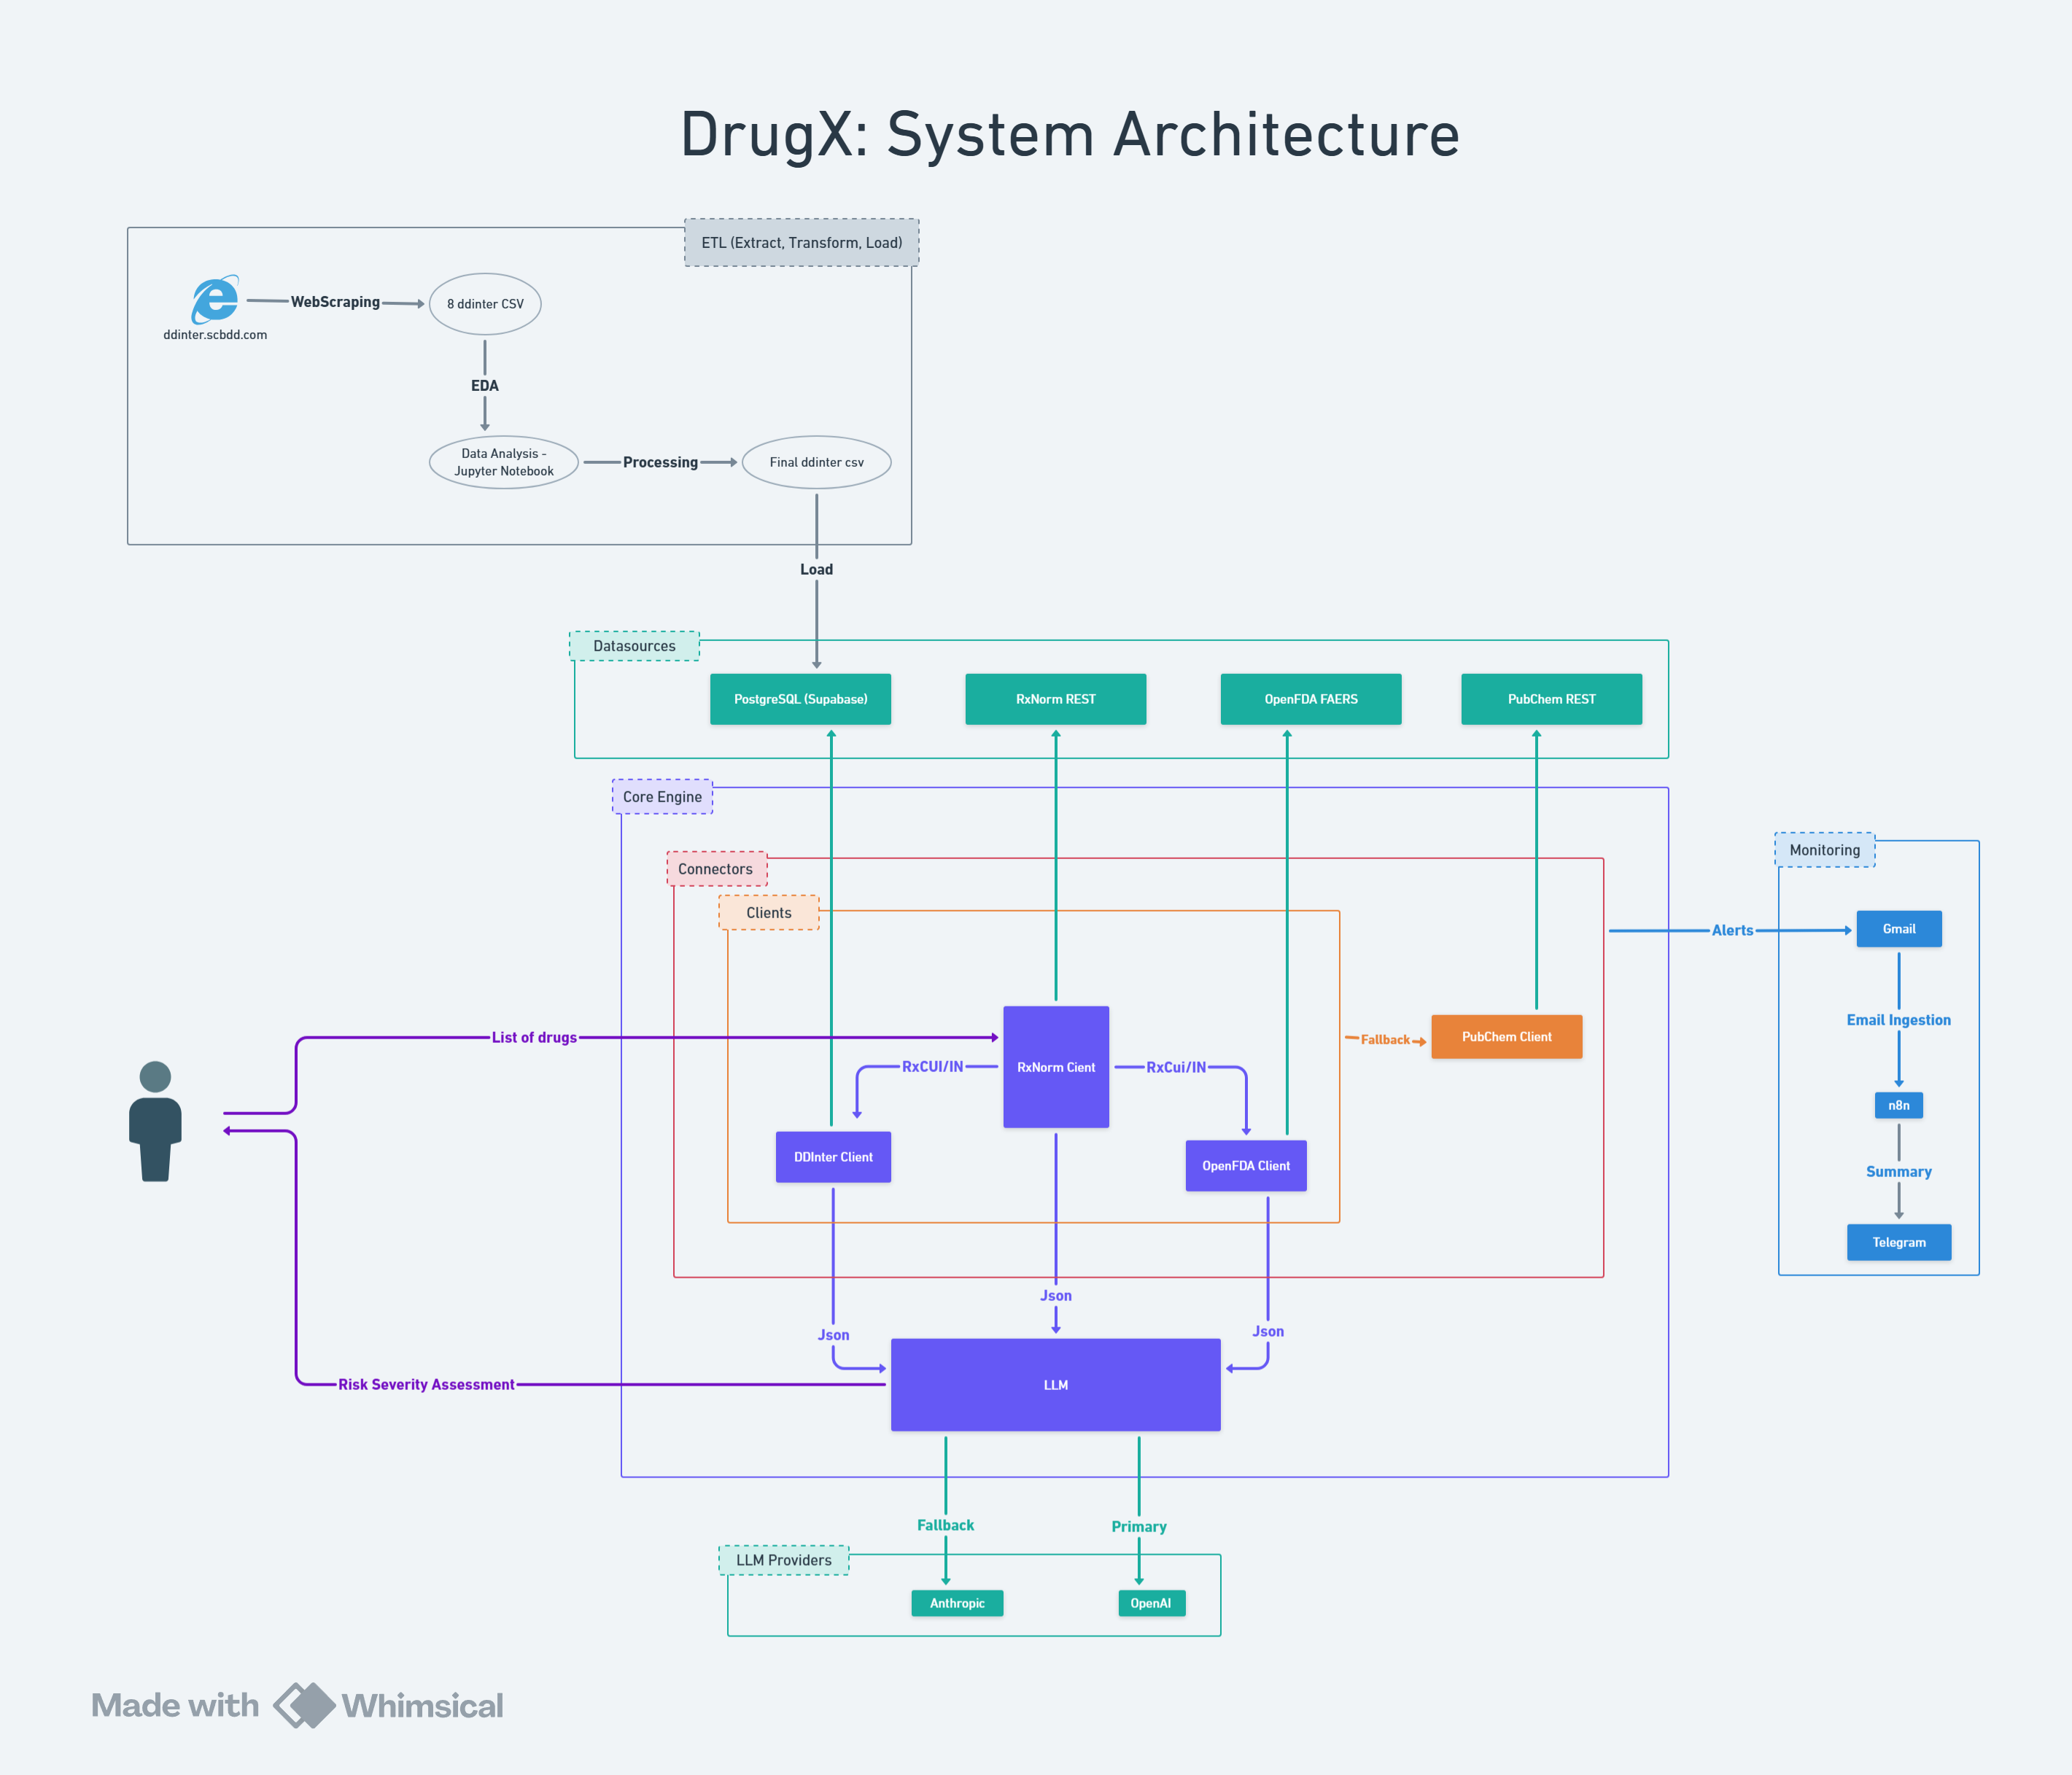 DrugX: System Architecture
ETL (Extract, Transform, Load)
ddinter.scbdd.com
WebScraping
8 ddinter CSV
EDA
Data Analysis -
Jupyter Notebook
Processing
Final ddinter csv
Load
Datasources
PostgreSQL (Supabase)
RxNorm REST
OpenFDA FAERS
PubChem REST
Core Engine
Connectors
Clients
Monitoring
Alerts
Gmail
Email Ingestion
n8n
Summary
Telegram
List of drugs
RxNorm Cient
RxCUI/IN
RxCui/IN
Fallback
PubChem Client
DDInter Client
OpenFDA Client
Json
Json
Json
LLM
Risk Severity Assessment
Fallback
Primary
LLM Providers
Anthropic
OpenAI
Made with Whimsical